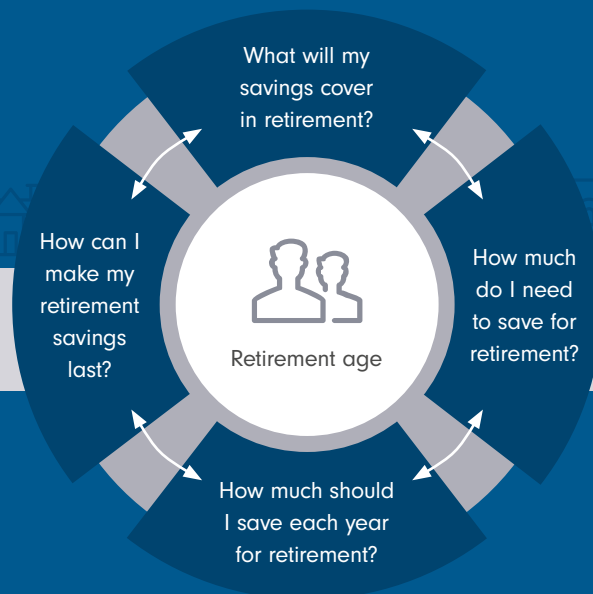 What will my
savings cover
in retirement?
How can I
make my
retirement
savings
last?
Retirement age
How much
do I need
to save for
retirement?
How much should
I save each year
for retirement?